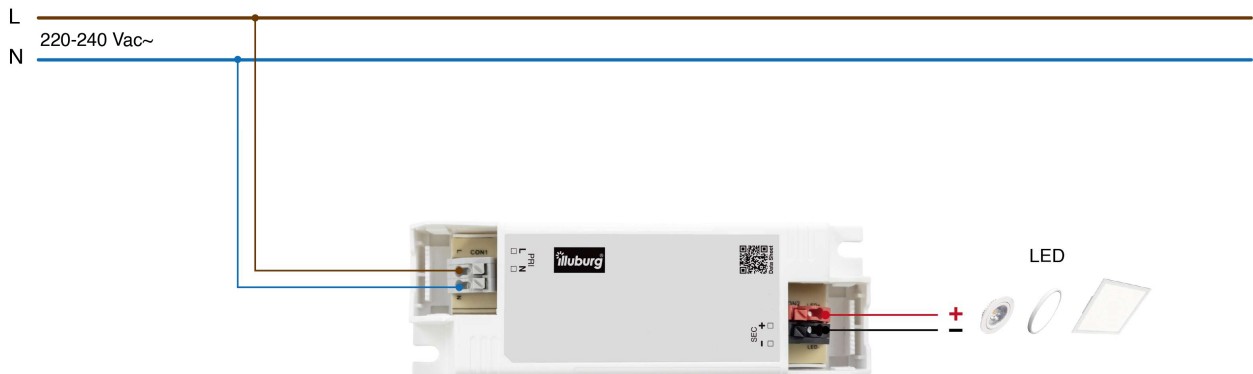 L
220-240 Vac~
N
L CON1
N
PRI
L
N
illuburg®
Data Sheet
LED
SEC
+
−
LED
+
−